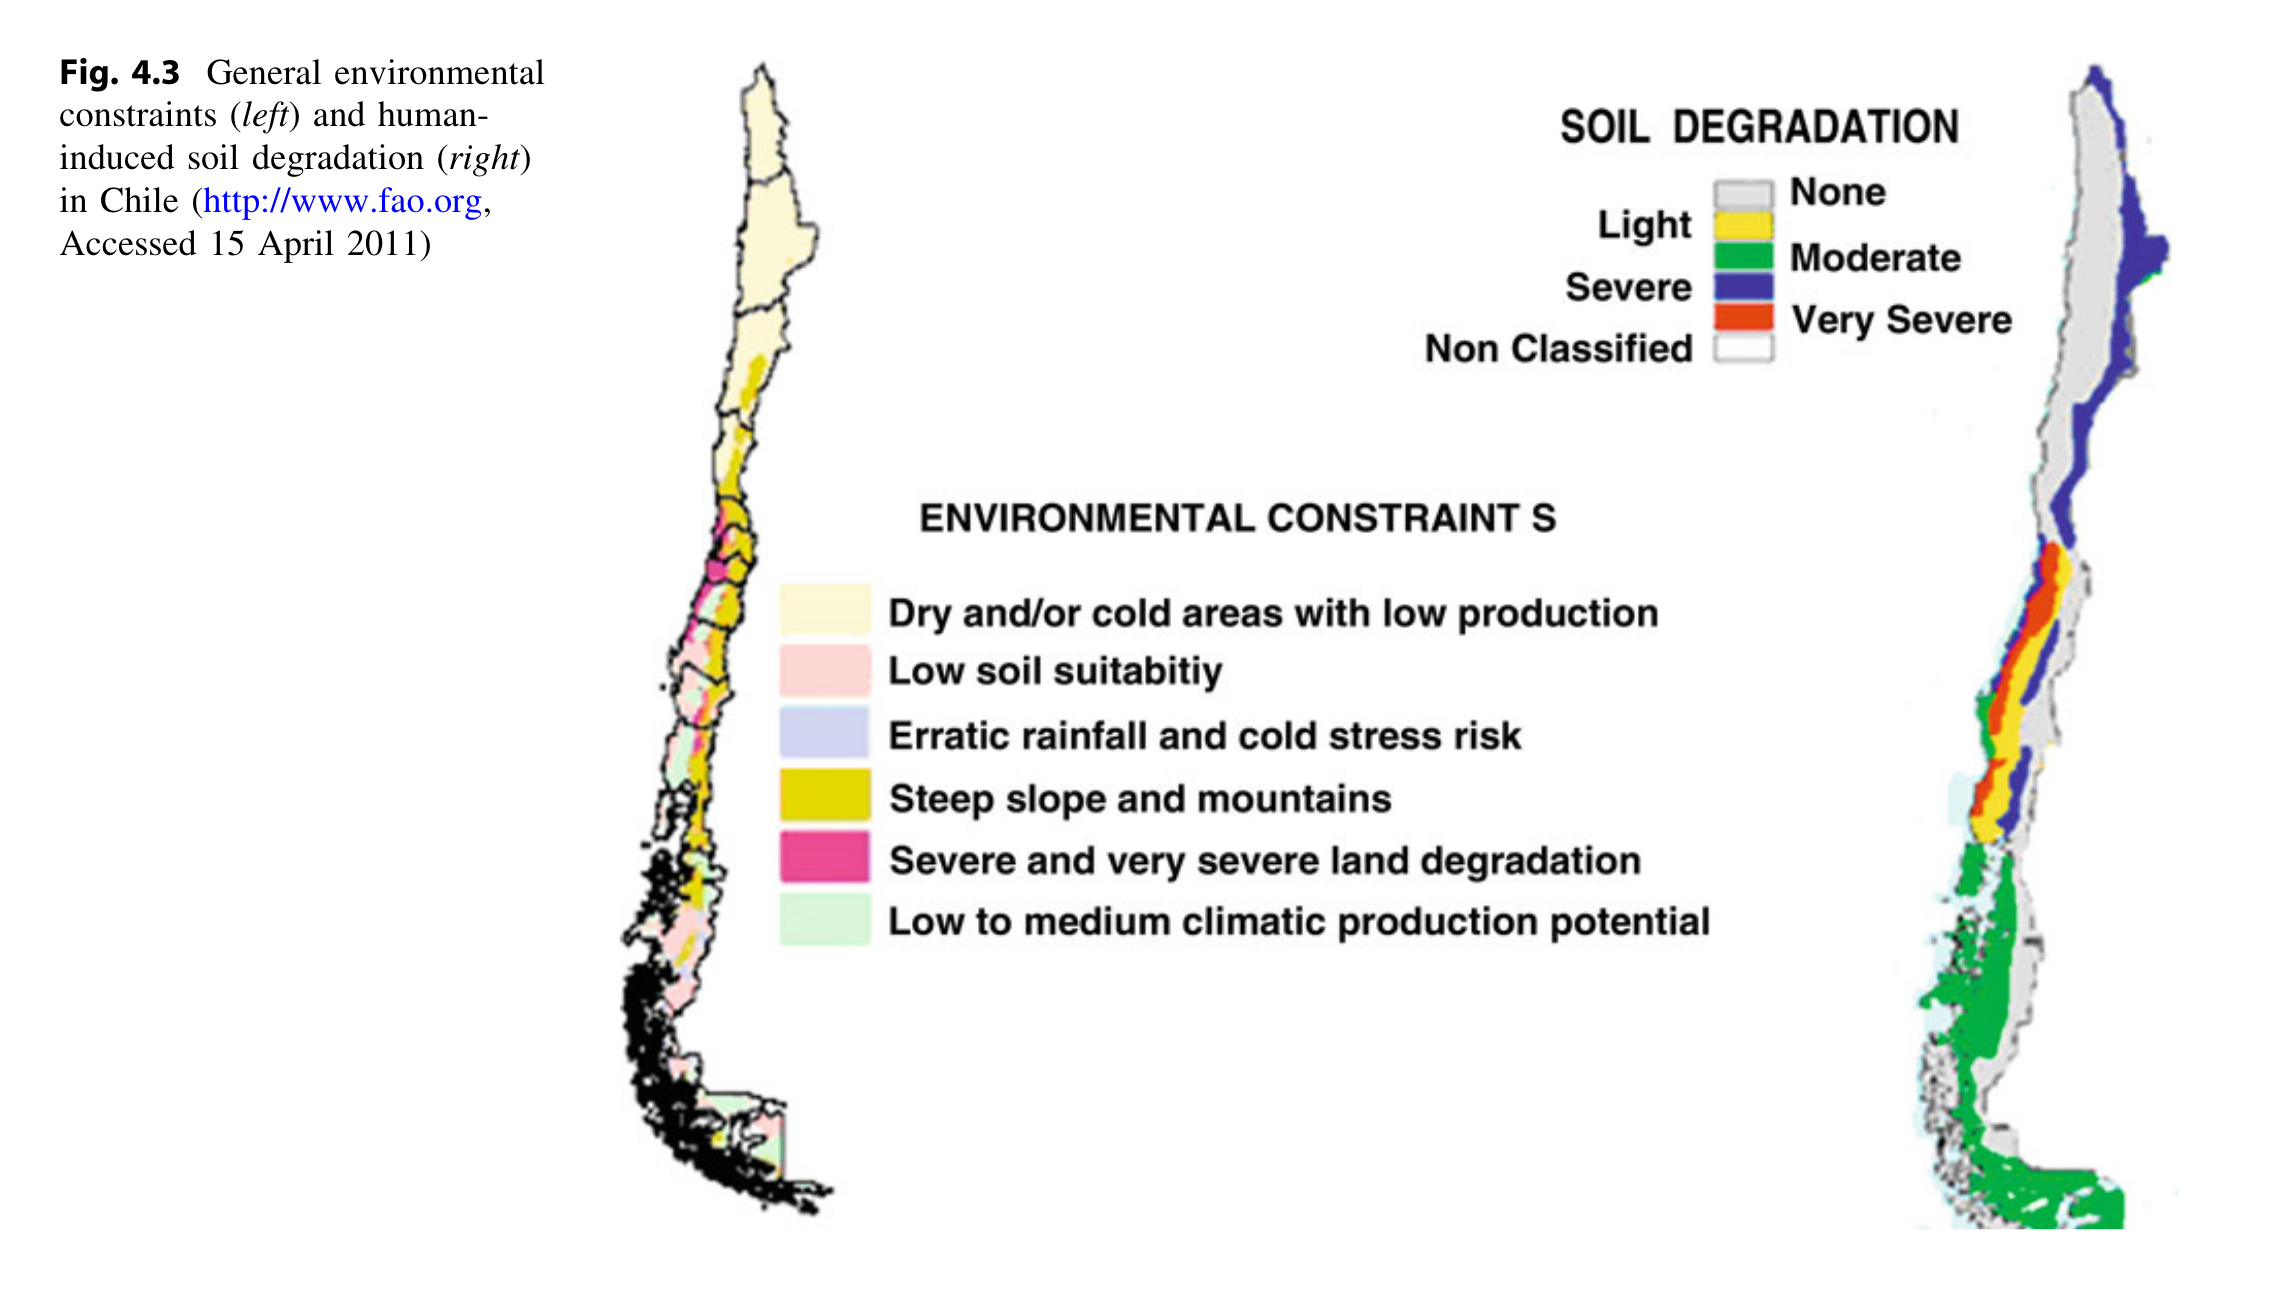 Fig. 4.3 General environmental
constraints (left) and human-
induced soil degradation (right)
in Chile (http://www.fao.org,
Accessed 15 April 2011)
SOIL DEGRADATION
None
Light
Moderate
Severe
Very Severe
Non Classified
ENVIRONMENTAL CONSTRAINT S
Dry and/or cold areas with low production
Low soil suitabitiy
Erratic rainfall and cold stress risk
Steep slope and mountains
Severe and very severe land degradation
Low to medium climatic production potential